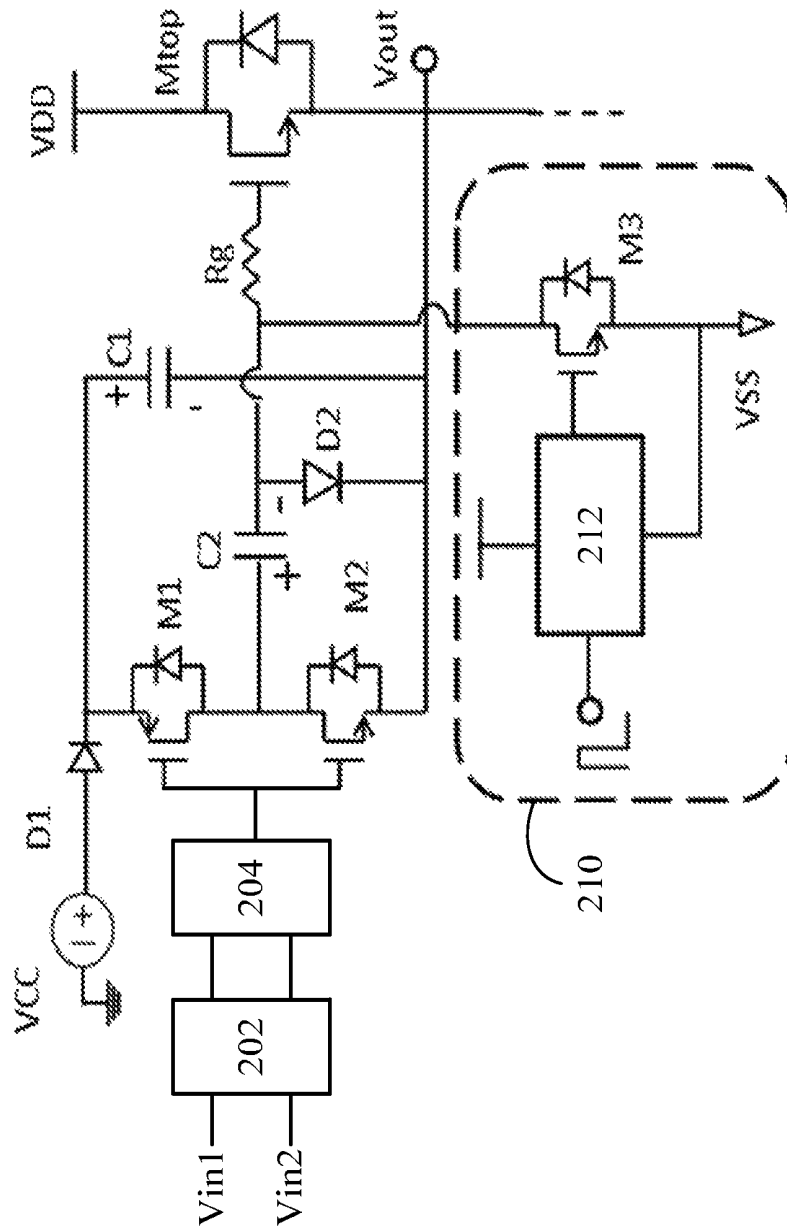 VCC
D1
VDD
Mtop
C1
+
-
Rg
Vout
M1
C2
+
-
D2
M2
Vin1
Vin2
202
204
210
212
M3
VSS